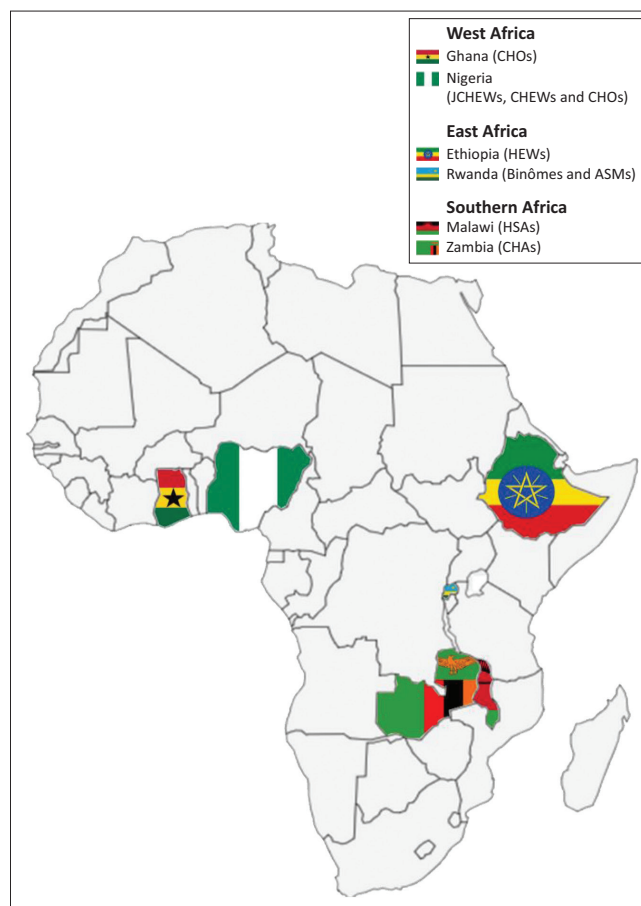 West Africa
Ghana (CHOs)
Nigeria
(JCHEWs, CHEWs and CHOs)
East Africa
Ethiopia (HEWs)
Rwanda (Binômes and ASMs)
Southern Africa
Malawi (HSAs)
Zambia (CHAs)